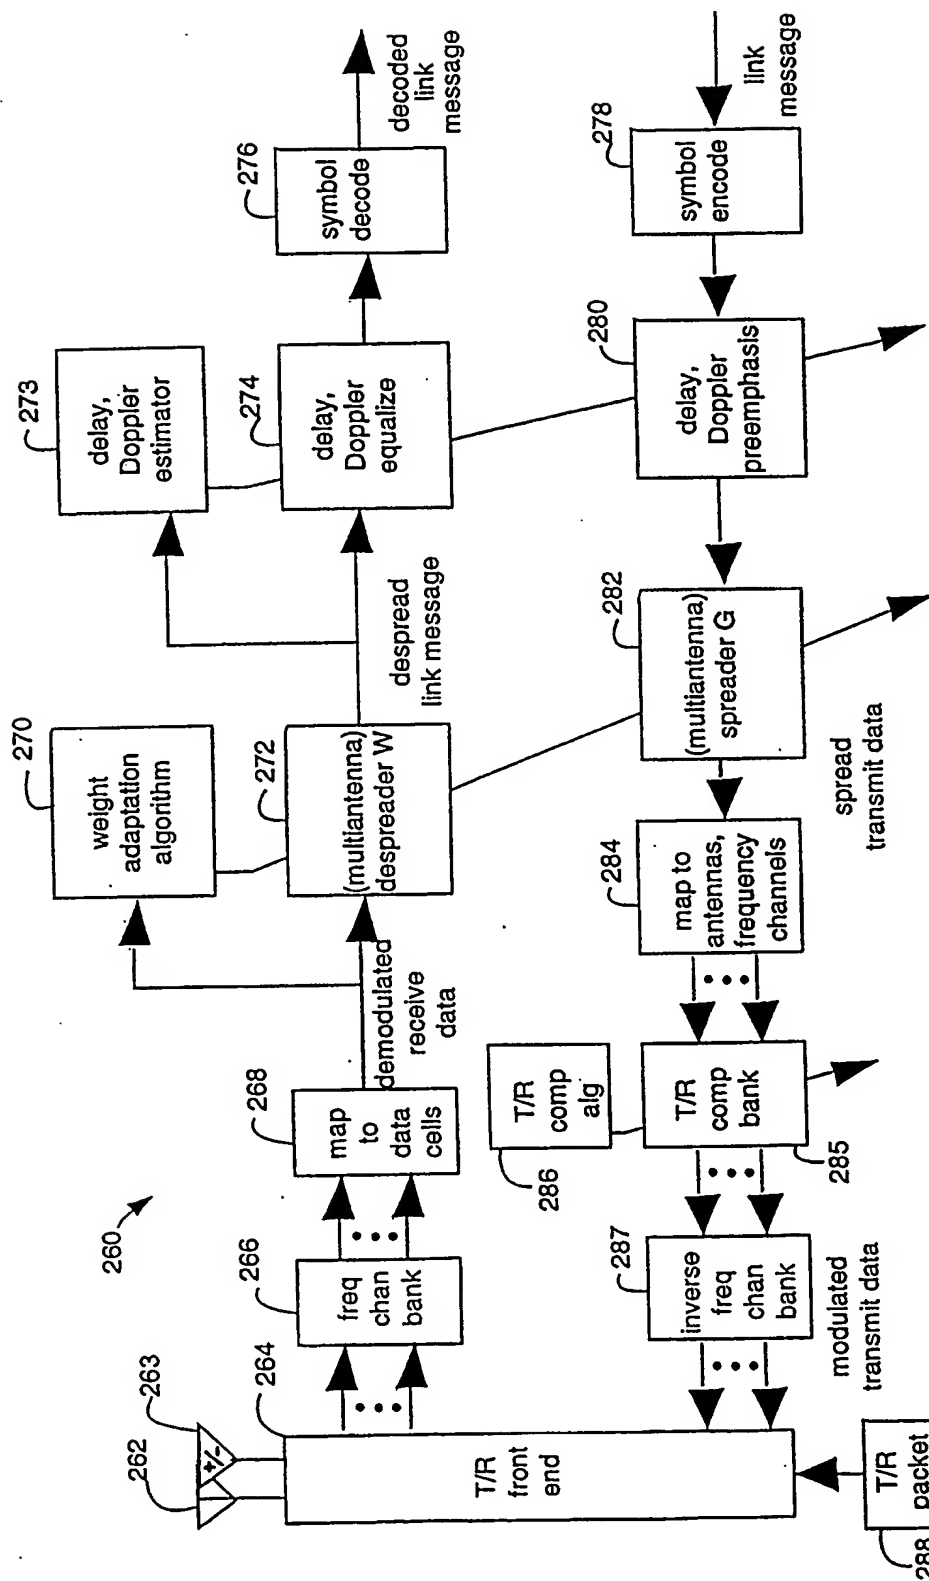 260
262
263
+/-
264
T/R
front
end
266
freq
chan
bank
268
map
to
data
cells
demodulated
receive
data
270
weight
adaptation
algorithm
272
(multiantenna)
despreader W
despread
link message
273
delay,
Doppler
estimator
274
delay,
Doppler
equalize
276
symbol
decode
decoded
link
message
link
message
278
symbol
encode
280
delay,
Doppler
preemphasis
282
(multiantenna)
spreader G
spread
transmit data
284
map to
antennas,
frequency
channels
T/R
comp
alg
286
T/R
comp
bank
285
287
inverse
freq
chan
bank
modulated
transmit data
T/R
packet
288